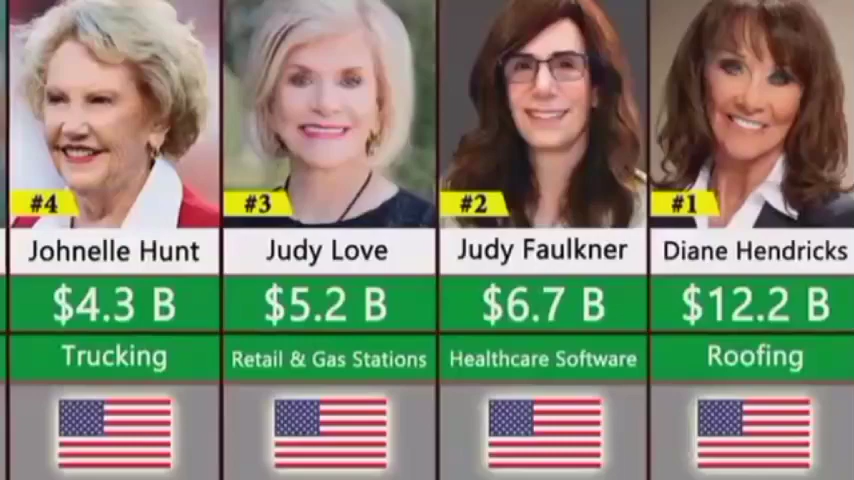 #4 #3 #2 #1
Johnelle Hunt Judy Love Judy Faulkner Diane Hendricks
$4.3 B $5.2 B $6.7 B $12.2 B
Trucking Retail & Gas Stations Healthcare Software Roofing